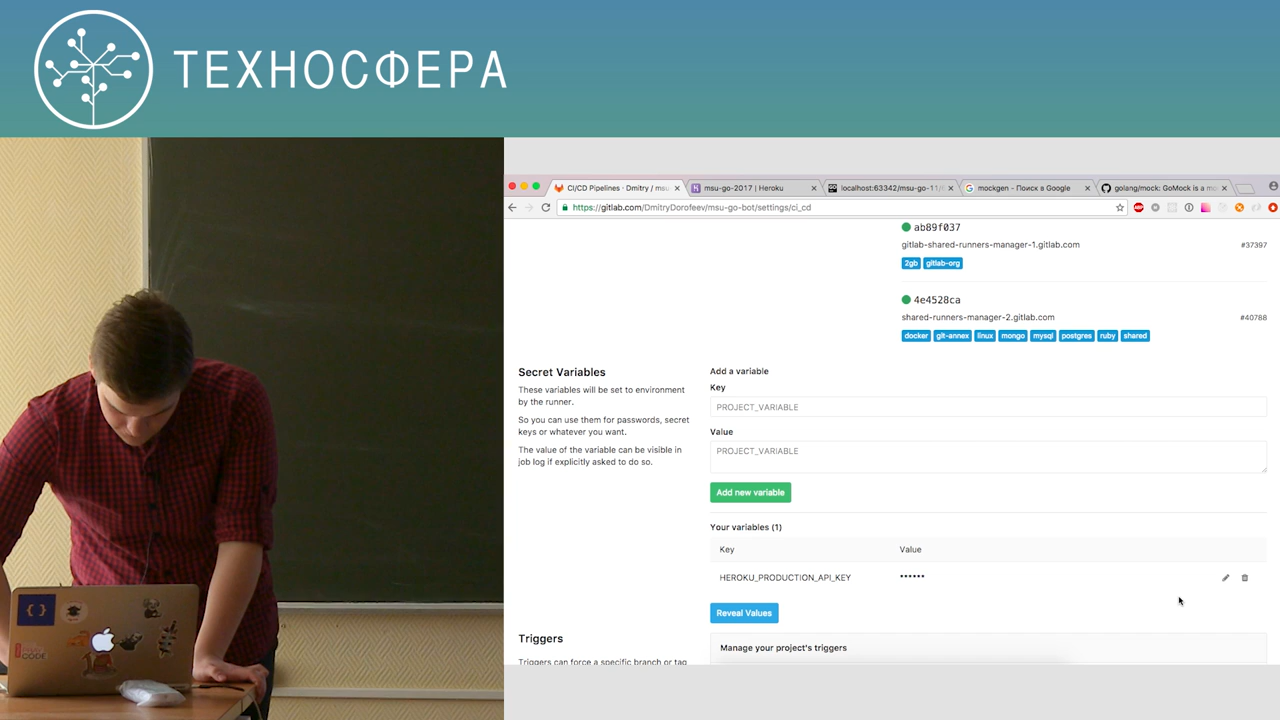 ТЕХНОСФЕРА
CI/CD Pipelines · Dmitry / msu
msu-go-2017 | Heroku
localhost:63342/msu-go-11/
mockgen - Поиск в Google
golang/mock: GoMock is a mo
https://gitlab.com/DmitryDorofeev/msu-go-bot/settings/ci_cd
ab89f037
gitlab-shared-runners-manager-1.gitlab.com
#37397
2gb gitlab-org
4e4528ca
shared-runners-manager-2.gitlab.com
#40788
docker git-annex linux mongo mysql postgres ruby shared
Secret Variables
These variables will be set to environment
by the runner.
So you can use them for passwords, secret
keys or whatever you want.
The value of the variable can be visible in
job log if explicitly asked to do so.
Add a variable
Key
PROJECT_VARIABLE
Value
PROJECT_VARIABLE
Add new variable
Your variables (1)
Key Value
HEROKU_PRODUCTION_API_KEY ••••••
Reveal Values
Triggers
Triggers can force a specific branch or tag
Manage your project's triggers
{ }
CODE